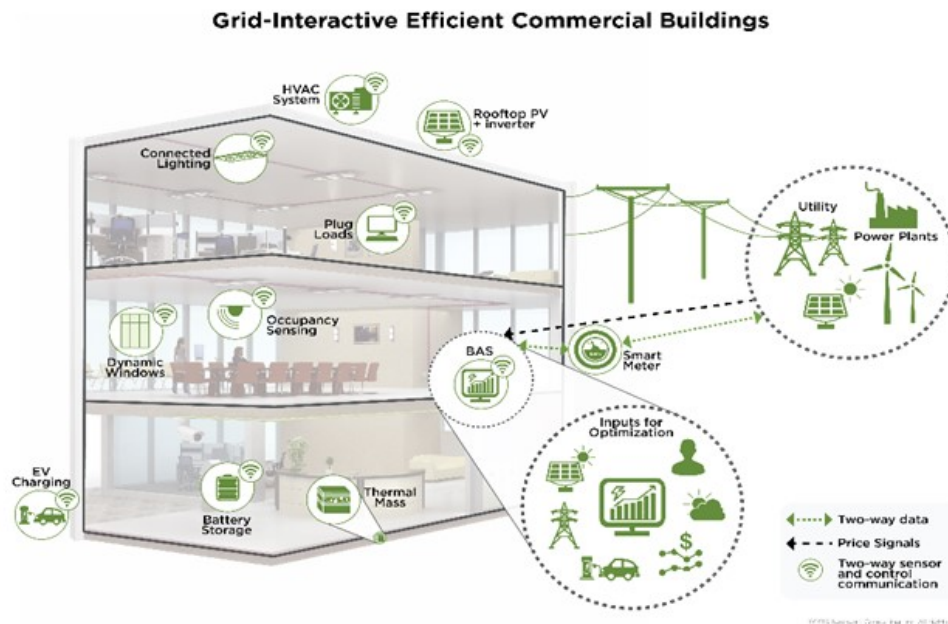 Grid-Interactive Efficient Commercial Buildings
HVAC
System
Rooftop PV
+ inverter
Connected
Lighting
Plug
Loads
Utility
Power Plants
Occupancy
Sensing
Dynamic
Windows
BAS
Smart
Meter
Inputs for
Optimization
EV
Charging
Battery
Storage
Thermal
Mass
$
Two-way data
Price Signals
Two-way sensor
and control
communication